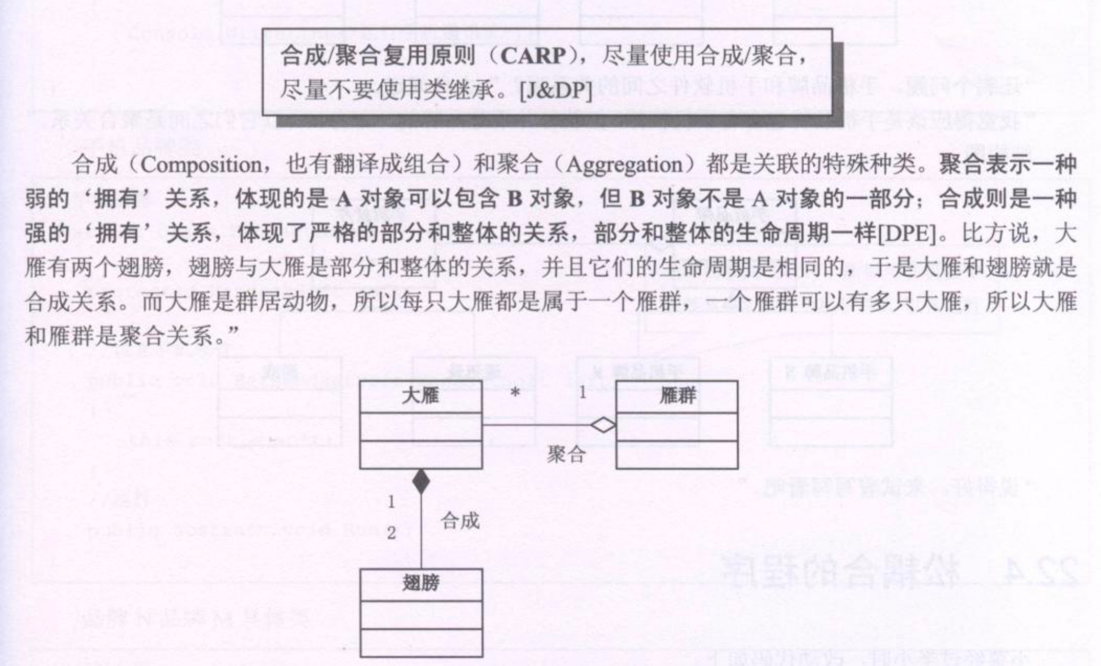 合成/聚合复用原则（CARP），尽量使用合成/聚合，
尽量不要使用类继承。[J&DP]
合成（Composition，也有翻译成组合）和聚合（Aggregation）都是关联的特殊种类。聚合表示一种
弱的‘拥有’关系，体现的是 A 对象可以包含 B 对象，但 B 对象不是 A 对象的一部分；合成则是一种
强的‘拥有’关系，体现了严格的部分和整体的关系，部分和整体的生命周期一样[DPE]。比方说，大
雁有两个翅膀，翅膀与大雁是部分和整体的关系，并且它们的生命周期是相同的，于是大雁和翅膀就是
合成关系。而大雁是群居动物，所以每只大雁都是属于一个雁群，一个雁群可以有多只大雁，所以大雁
和雁群是聚合关系。”
大雁 * 1 雁群
聚合
1
合成
2
翅膀
22.4 松耦合的程序